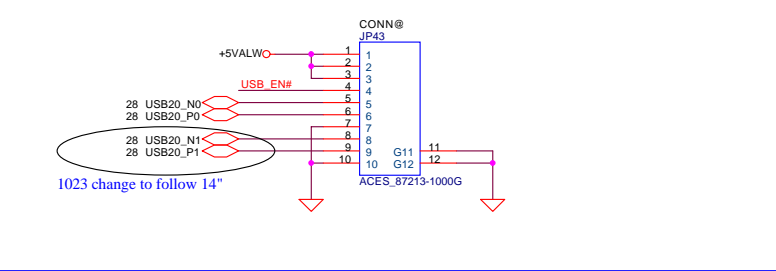 CONN@
JP43
+5VALW
1 1
2 2
3 3
USB_EN# 4 4
28 USB20_N0 5 5
28 USB20_P0 6 6
7 7
28 USB20_N1 8 8
28 USB20_P1 9 9 G11 11
10 10 G12 12
ACES_87213-1000G
1023 change to follow 14"